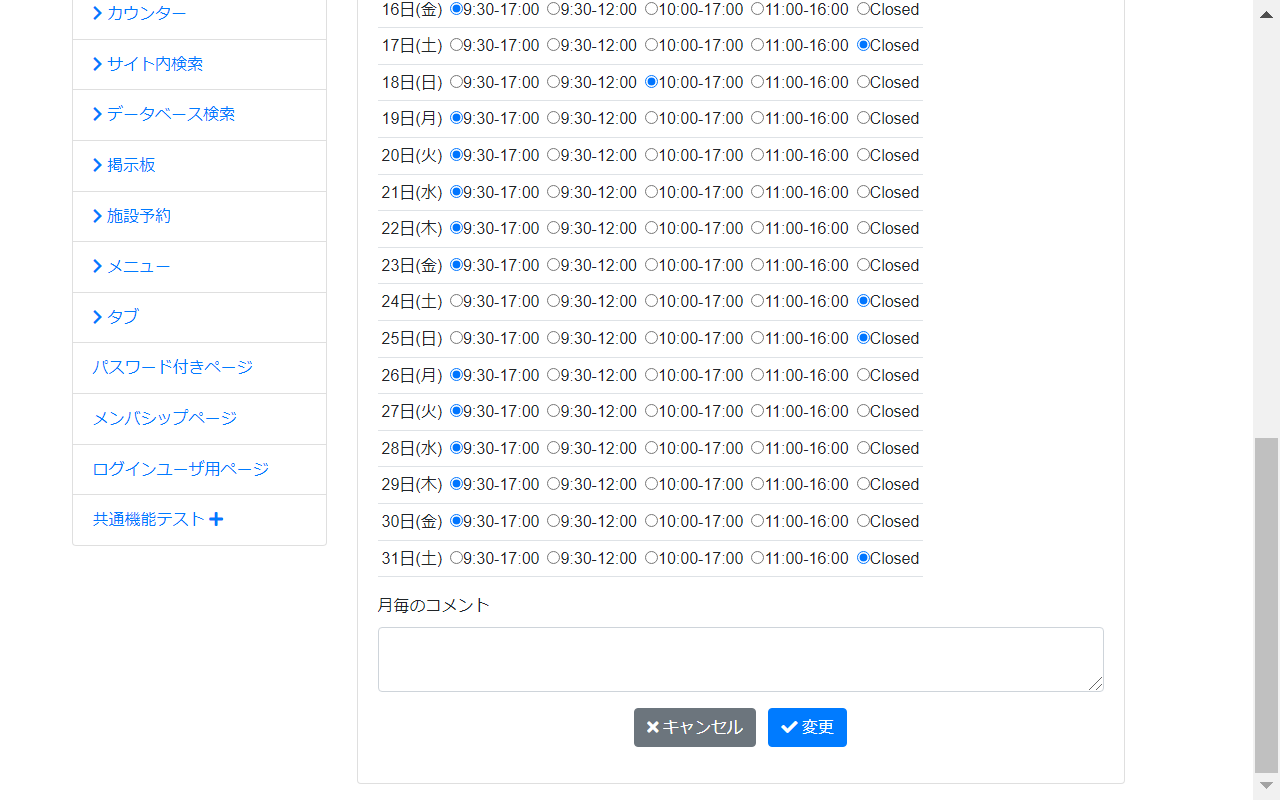 カウンター
サイト内検索
データベース検索
掲示板
施設予約
メニュー
タブ
パスワード付きページ
メンバシップページ
ログインユーザ用ページ
共通機能テスト
16日(金) 9:30-17:00 9:30-12:00 10:00-17:00 11:00-16:00 Closed
17日(土) 9:30-17:00 9:30-12:00 10:00-17:00 11:00-16:00 Closed
18日(日) 9:30-17:00 9:30-12:00 10:00-17:00 11:00-16:00 Closed
19日(月) 9:30-17:00 9:30-12:00 10:00-17:00 11:00-16:00 Closed
20日(火) 9:30-17:00 9:30-12:00 10:00-17:00 11:00-16:00 Closed
21日(水) 9:30-17:00 9:30-12:00 10:00-17:00 11:00-16:00 Closed
22日(木) 9:30-17:00 9:30-12:00 10:00-17:00 11:00-16:00 Closed
23日(金) 9:30-17:00 9:30-12:00 10:00-17:00 11:00-16:00 Closed
24日(土) 9:30-17:00 9:30-12:00 10:00-17:00 11:00-16:00 Closed
25日(日) 9:30-17:00 9:30-12:00 10:00-17:00 11:00-16:00 Closed
26日(月) 9:30-17:00 9:30-12:00 10:00-17:00 11:00-16:00 Closed
27日(火) 9:30-17:00 9:30-12:00 10:00-17:00 11:00-16:00 Closed
28日(水) 9:30-17:00 9:30-12:00 10:00-17:00 11:00-16:00 Closed
29日(木) 9:30-17:00 9:30-12:00 10:00-17:00 11:00-16:00 Closed
30日(金) 9:30-17:00 9:30-12:00 10:00-17:00 11:00-16:00 Closed
31日(土) 9:30-17:00 9:30-12:00 10:00-17:00 11:00-16:00 Closed
月毎のコメント
キャンセル 変更